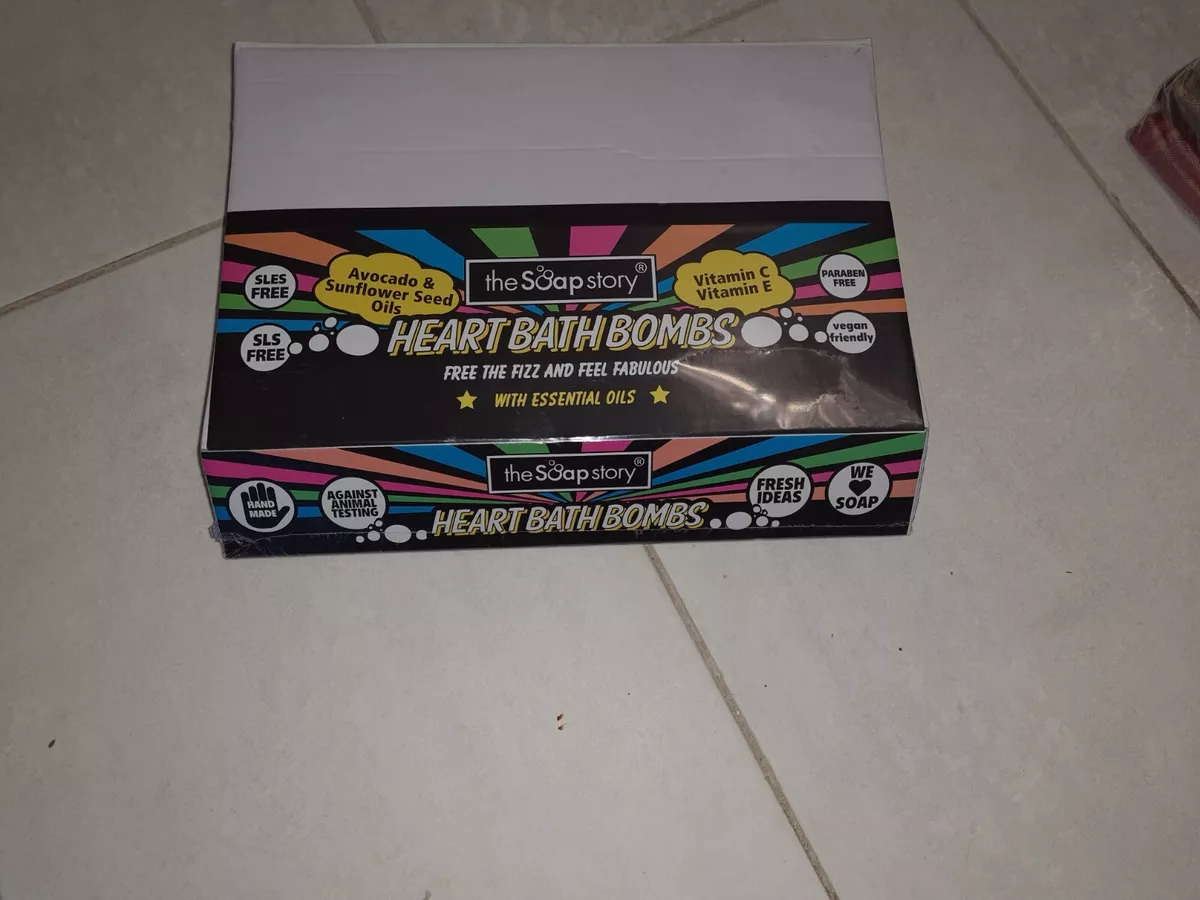 the Soap story®
Avocado &
Sunflower Seed
Oils
Vitamin C
Vitamin E
SLES
FREE
PARABEN
FREE
SLS
FREE
HEART BATH BOMBS
vegan
friendly
FREE THE FIZZ AND FEEL FABULOUS
WITH ESSENTIAL OILS
the Soap story®
HAND
MADE
AGAINST
ANIMAL
TESTING
HEART BATH BOMBS
FRESH
IDEAS
WE
SOAP